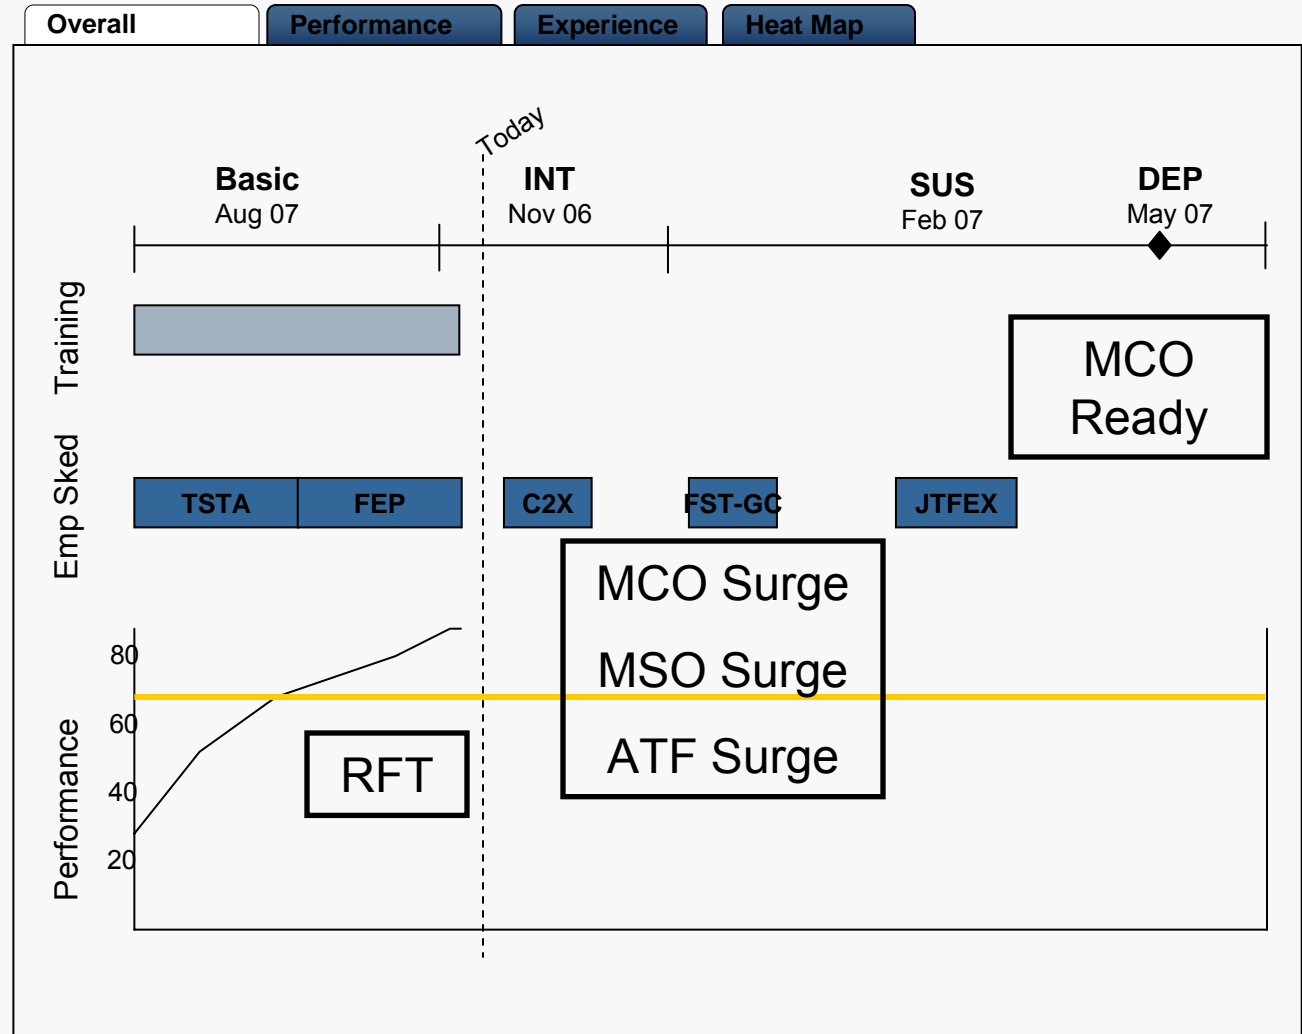 Overall
Performance
Experience
Heat Map
Today
Basic
Aug 07
INT
Nov 06
SUS
Feb 07
DEP
May 07
Training
MCO
Ready
Emp Sked
TSTA
FEP
C2X
FST-GC
JTFEX
MCO Surge
MSO Surge
ATF Surge
RFT
Performance
80
60
40
20